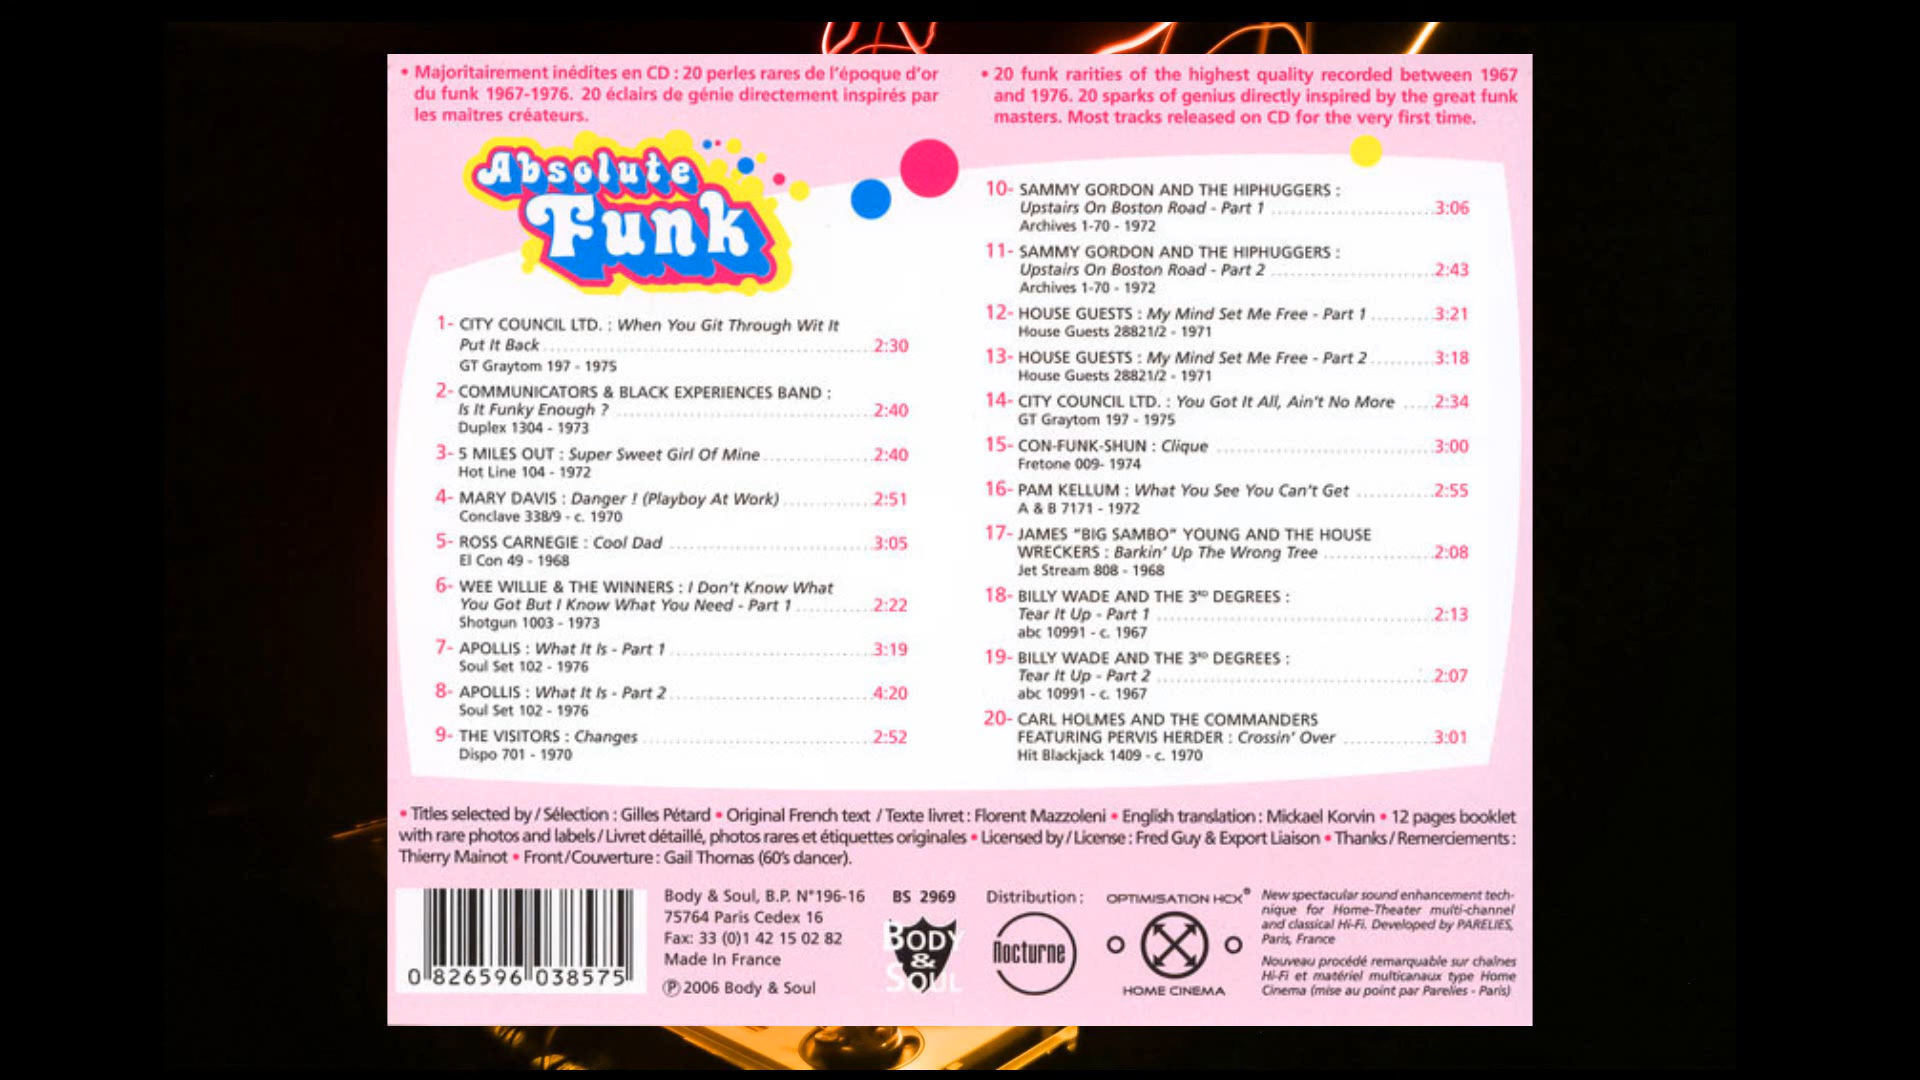 • Majoritairement inédites en CD : 20 perles rares de l'époque d'or
du funk 1967-1976. 20 éclairs de génie directement inspirés par
les maîtres créateurs.
• 20 funk rarities of the highest quality recorded between 1967
and 1976. 20 sparks of genius directly inspired by the great funk
masters. Most tracks released on CD for the very first time.
Absolute
Funk
1- CITY COUNCIL LTD. : When You Git Through Wit It
Put It Back 2:30
GT Graytom 197 - 1975
2- COMMUNICATORS & BLACK EXPERIENCES BAND :
Is It Funky Enough ? 2:40
Duplex 1304 - 1973
3- 5 MILES OUT : Super Sweet Girl Of Mine 2:40
Hot Line 104 - 1972
4- MARY DAVIS : Danger ! (Playboy At Work) 2:51
Conclave 338/9 - c. 1970
5- ROSS CARNEGIE : Cool Dad 3:05
El Con 49 - 1968
6- WEE WILLIE & THE WINNERS : I Don't Know What
You Got But I Know What You Need - Part 1 2:22
Shotgun 1003 - 1973
7- APOLLIS : What It Is - Part 1 3:19
Soul Set 102 - 1976
8- APOLLIS : What It Is - Part 2 4:20
Soul Set 102 - 1976
9- THE VISITORS : Changes 2:52
Dispo 701 - 1970
10- SAMMY GORDON AND THE HIPHUGGERS :
Upstairs On Boston Road - Part 1 3:06
Archives 1-70 - 1972
11- SAMMY GORDON AND THE HIPHUGGERS :
Upstairs On Boston Road - Part 2 2:43
Archives 1-70 - 1972
12- HOUSE GUESTS : My Mind Set Me Free - Part 1 3:21
House Guests 28821/2 - 1971
13- HOUSE GUESTS : My Mind Set Me Free - Part 2 3:18
House Guests 28821/2 - 1971
14- CITY COUNCIL LTD. : You Got It All, Ain't No More 2:34
GT Graytom 197 - 1975
15- CON-FUNK-SHUN : Clique 3:00
Fretone 009- 1974
16- PAM KELLUM : What You See You Can't Get 2:55
A & B 7171 - 1972
17- JAMES "BIG SAMBO" YOUNG AND THE HOUSE
WRECKERS : Barkin' Up The Wrong Tree 2:08
Jet Stream 808 - 1968
18- BILLY WADE AND THE 3RD DEGREES :
Tear It Up - Part 1 2:13
abc 10991 - c. 1967
19- BILLY WADE AND THE 3RD DEGREES :
Tear It Up - Part 2 2:07
abc 10991 - c. 1967
20- CARL HOLMES AND THE COMMANDERS
FEATURING PERVIS HERDER : Crossin' Over 3:01
Hit Blackjack 1409 - c. 1970
• Titles selected by / Sélection : Gilles Pétard • Original French text / Texte livret : Florent Mazzoleni • English translation : Mickael Korvin • 12 pages booklet
with rare photos and labels / Livret détaillé, photos rares et étiquettes originales • Licensed by / License : Fred Guy & Export Liaison • Thanks / Remerciements :
Thierry Mainot • Front/Couverture : Gail Thomas (60's dancer).
0 826596 038575
Body & Soul, B.P. N°196-16
75764 Paris Cedex 16
Fax: 33 (0)1 42 15 02 82
Made In France
℗ 2006 Body & Soul
BS 2969
BODY
&
SOUL
Distribution :
Nocturne
OPTIMISATION HCX®
HOME CINEMA
New spectacular sound enhancement tech-
nique for Home-Theater multi-channel
and classical Hi-Fi. Developed by PARELIES,
Paris, France
Nouveau procédé remarquable sur chaînes
Hi-Fi et matériel multicanaux type Home
Cinema (mise au point par Parelies - Paris)